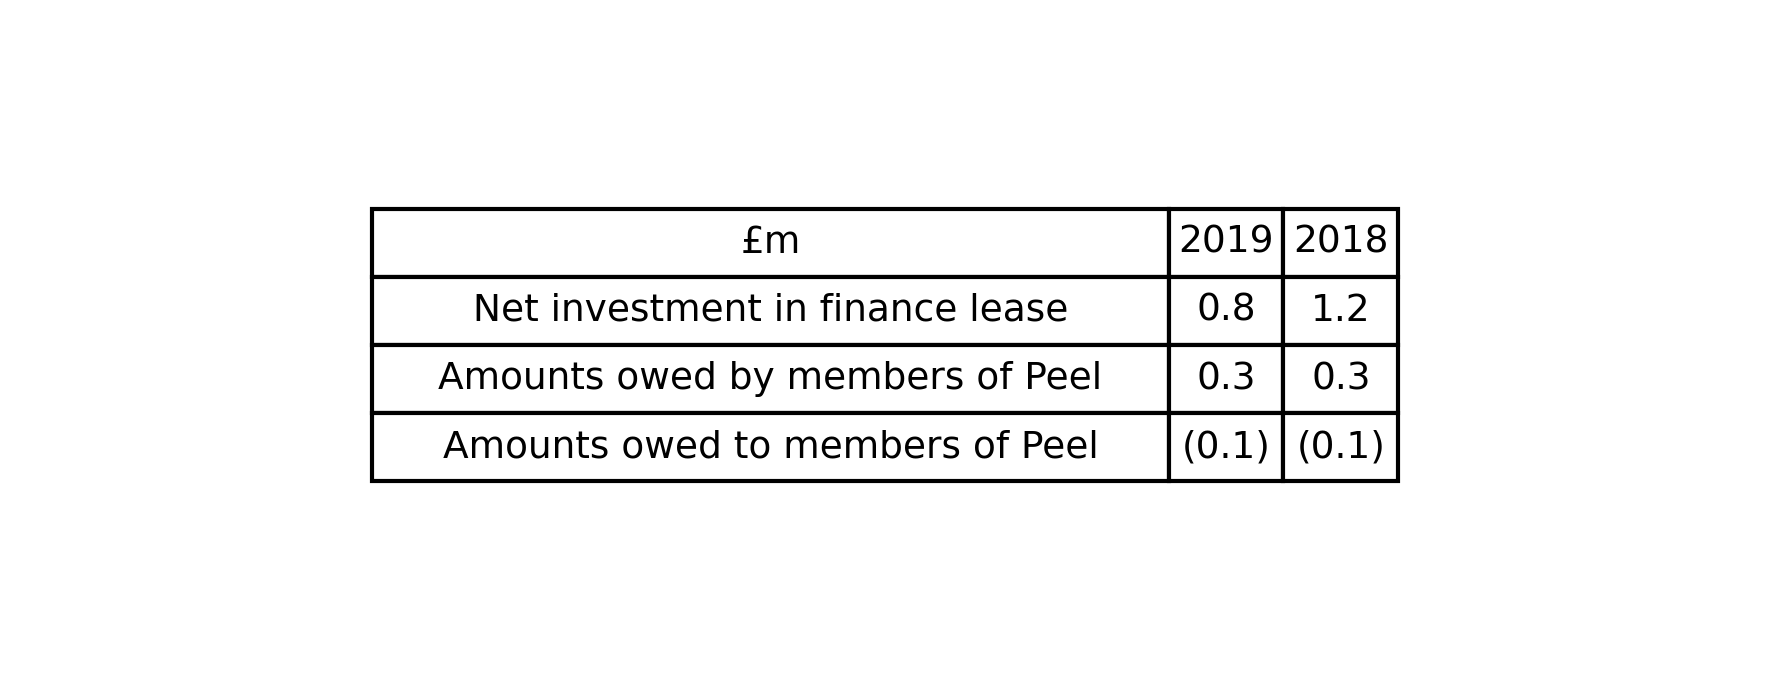 £m 2019 2018
Net investment in finance lease 0.8 1.2
Amounts owed by members of Peel 0.3 0.3
Amounts owed to members of Peel (0.1) (0.1)